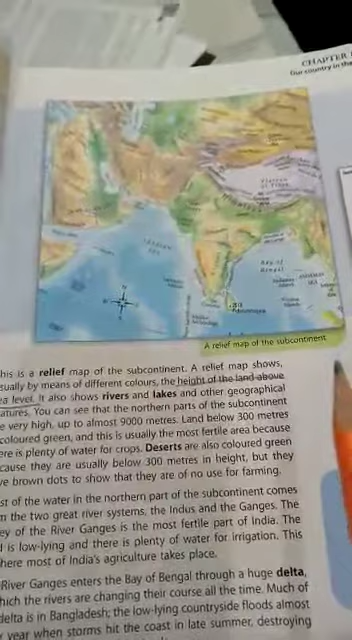 CHAPTER
Our country in the
PLATEAU OF TIBET
ARABIAN SEA
Bay of Bengal
A relief map of the subcontinent
his is a relief map of the subcontinent. A relief map shows,
sually by means of different colours, the height of the land above
ea level. It also shows rivers and lakes and other geographical
atures. You can see that the northern parts of the subcontinent
e very high, up to almost 9000 metres. Land below 300 metres
coloured green, and this is usually the most fertile area because
ere is plenty of water for crops. Deserts are also coloured green
cause they are usually below 300 metres in height, but they
ve brown dots to show that they are of no use for farming.
st of the water in the northern part of the subcontinent comes
m the two great river systems, the Indus and the Ganges. The
ey of the River Ganges is the most fertile part of India. The
d is low-lying and there is plenty of water for irrigation. This
here most of India's agriculture takes place.
River Ganges enters the Bay of Bengal through a huge delta,
hich the rivers are changing their course all the time. Much of
delta is in Bangladesh; the low-lying countryside floods almost
year when storms hit the coast in late summer, destroying